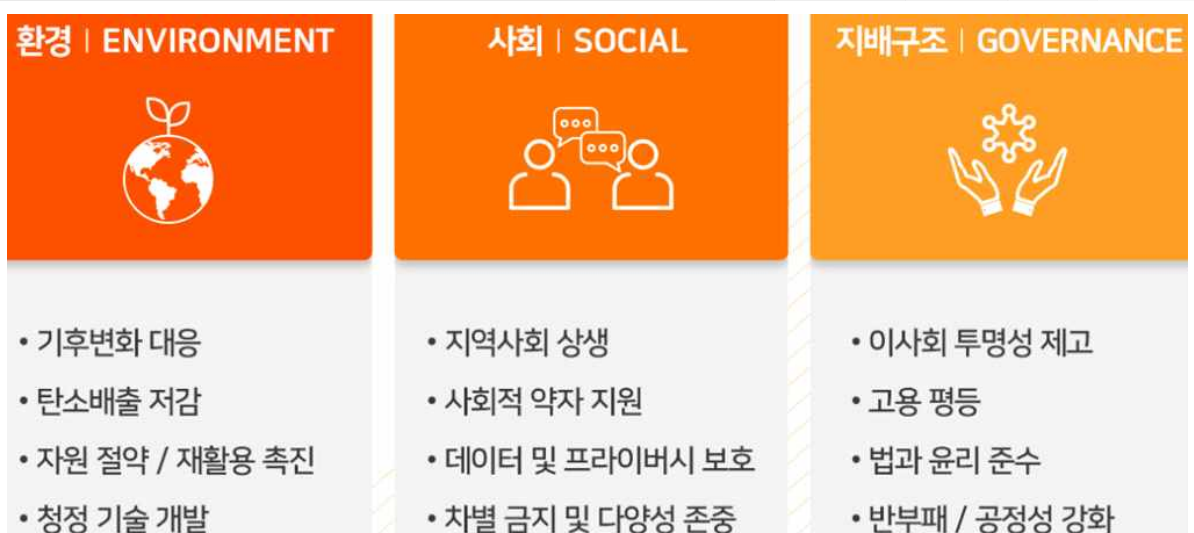 환경 | ENVIRONMENT
• 기후변화 대응
• 탄소배출 저감
• 자원 절약 / 재활용 촉진
• 청정 기술 개발
사회 | SOCIAL
• 지역사회 상생
• 사회적 약자 지원
• 데이터 및 프라이버시 보호
• 차별 금지 및 다양성 존중
지배구조 | GOVERNANCE
• 이사회 투명성 제고
• 고용 평등
• 법과 윤리 준수
• 반부패 / 공정성 강화